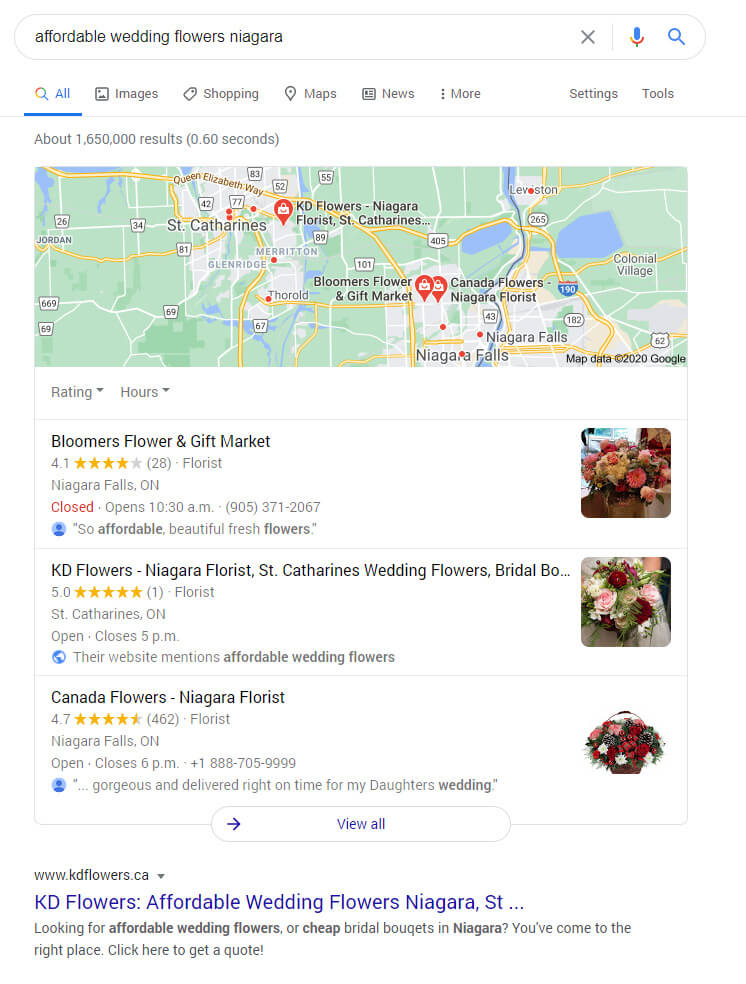 affordable wedding flowers niagara
All Images Shopping Maps News More Settings Tools
About 1,650,000 results (0.60 seconds)
Queen Elizabeth Way
83
55
52
42
77
KD Flowers - Niagara
Florist, St. Catharines...
Lewiston
26
34
St. Catharines
265
JORDAN
81
89
405
MERRITTON
GLENRIDGE
101
Colonial
Village
Bloomers Flower
& Gift Market
Canada Flowers -
Niagara Florist
190
669
Thorold
69
69
67
43
182
62
Niagara Falls
Niagara Falls
Map data ©2020 Google
Rating Hours
Bloomers Flower & Gift Market
4.1 (28) · Florist
Niagara Falls, ON
Closed · Opens 10:30 a.m. · (905) 371-2067
"So affordable, beautiful fresh flowers."
KD Flowers - Niagara Florist, St. Catharines Wedding Flowers, Bridal Bo...
5.0 (1) · Florist
St. Catharines, ON
Open · Closes 5 p.m.
Their website mentions affordable wedding flowers
Canada Flowers - Niagara Florist
4.7 (462) · Florist
Niagara Falls, ON
Open · Closes 6 p.m. · +1 888-705-9999
"... gorgeous and delivered right on time for my Daughters wedding."
View all
www.kdflowers.ca
KD Flowers: Affordable Wedding Flowers Niagara, St ...
Looking for affordable wedding flowers, or cheap bridal bouqets in Niagara? You've come to the
right place. Click here to get a quote!